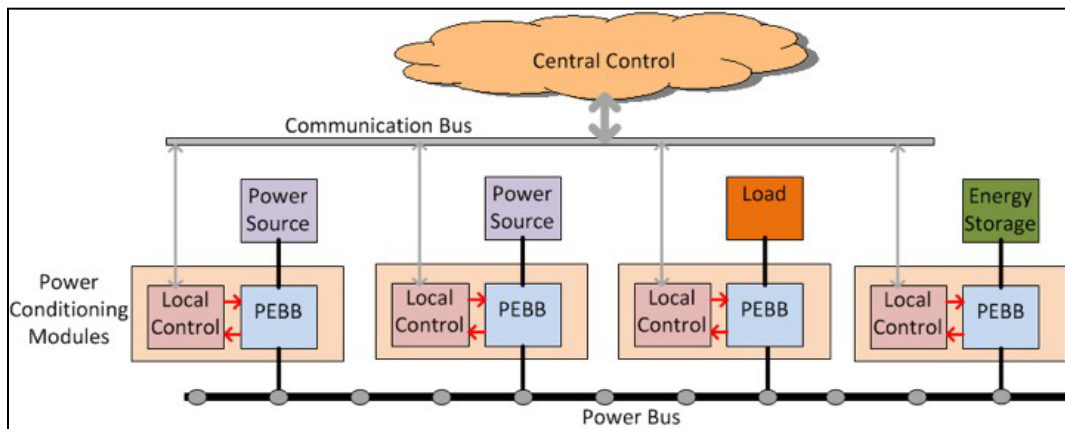 Central Control
Communication Bus
Power
Source
Power
Source
Load
Energy
Storage
Power
Conditioning
Modules
Local
Control
PEBB
Local
Control
PEBB
Local
Control
PEBB
Local
Control
PEBB
Power Bus